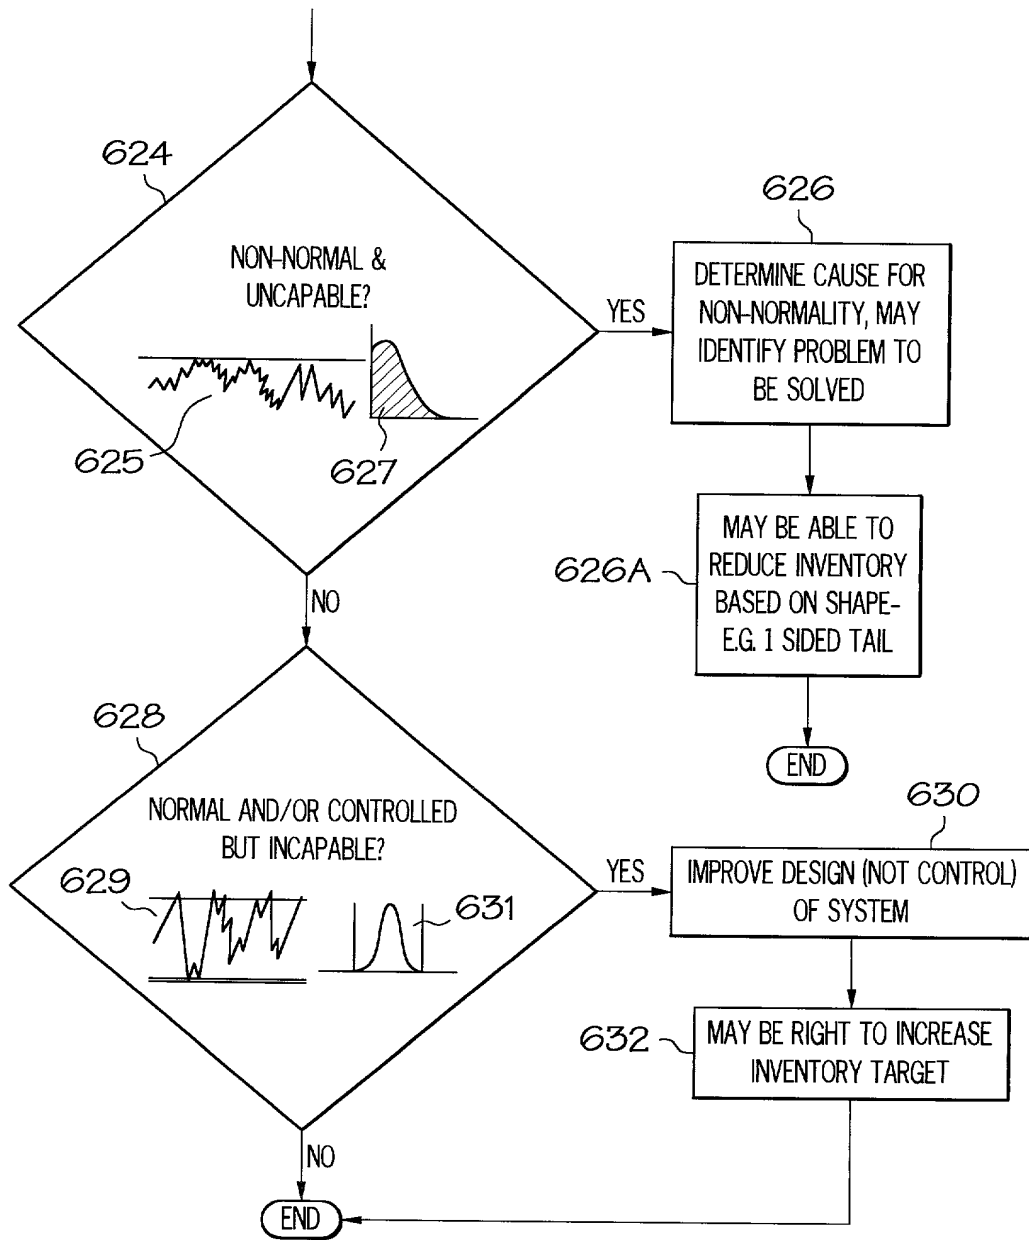 624
NON-NORMAL &
UNCAPABLE?
625
627
YES
626
DETERMINE CAUSE FOR
NON-NORMALITY, MAY
IDENTIFY PROBLEM TO
BE SOLVED
626A
MAY BE ABLE TO
REDUCE INVENTORY
BASED ON SHAPE-
E.G. 1 SIDED TAIL
END
NO
628
NORMAL AND/OR CONTROLLED
BUT INCAPABLE?
629
631
YES
630
IMPROVE DESIGN (NOT CONTROL)
OF SYSTEM
632
MAY BE RIGHT TO INCREASE
INVENTORY TARGET
NO
END